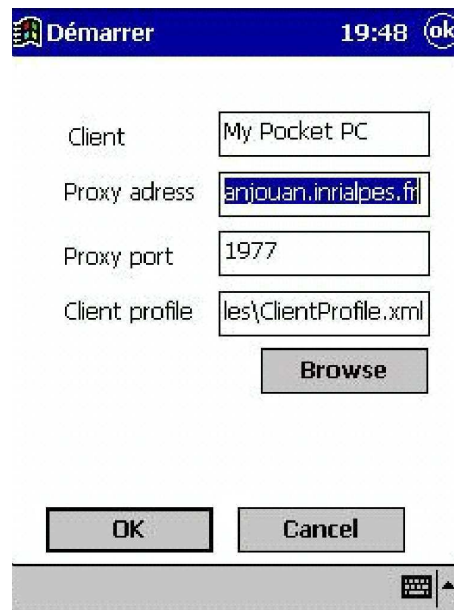 Démarrer 19:48 ok
Client My Pocket PC
Proxy adress anjouan.inrialpes.fr
Proxy port 1977
Client profile les\ClientProfile.xml
Browse
OK Cancel